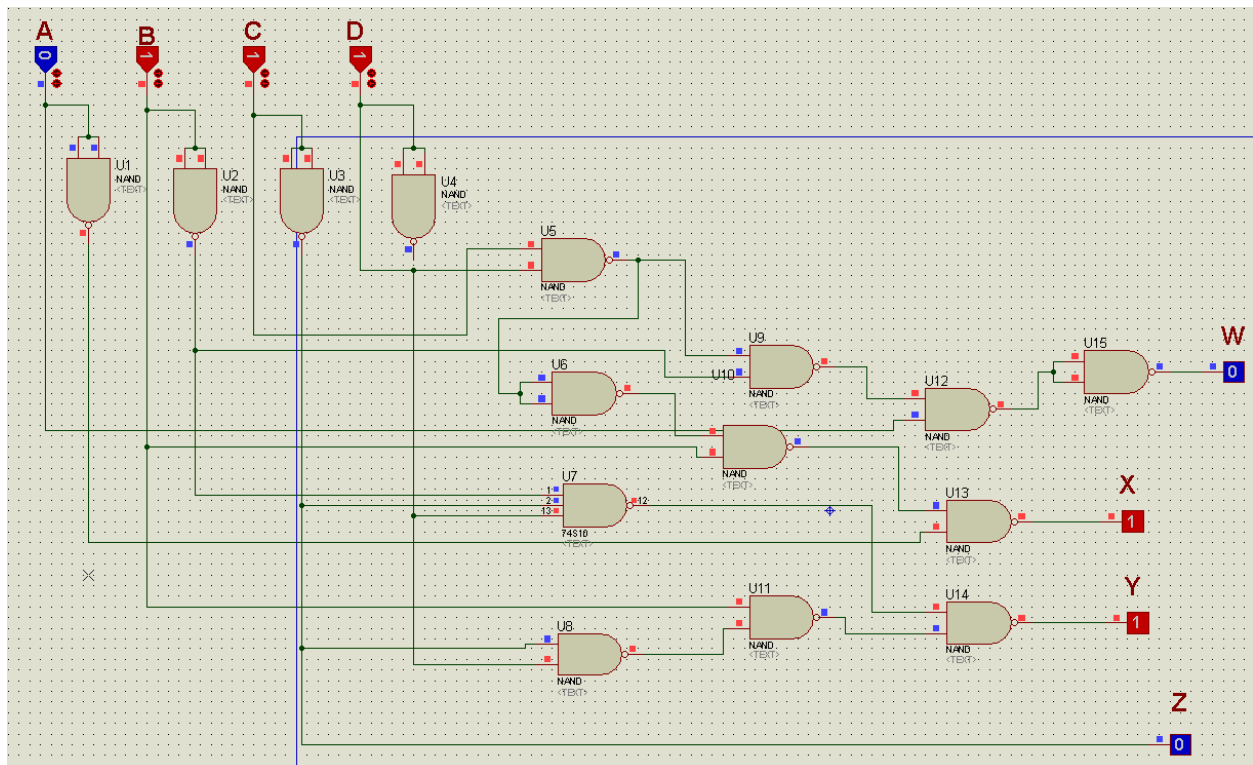 A
B
C
D
0
1
1
1
U1
NAND
<TEXT>
U2
NAND
<TEXT>
U3
NAND
<TEXT>
U4
NAND
<TEXT>
U5
NAND
<TEXT>
U9
U10
NAND
<TEXT>
U15
NAND
<TEXT>
W
0
U6
NAND
<TEXT>
U12
NAND
<TEXT>
NAND
<TEXT>
U7
1
2
13
12
74S10
<TEXT>
U13
NAND
<TEXT>
X
1
U11
NAND
<TEXT>
U14
NAND
<TEXT>
Y
1
U8
NAND
<TEXT>
Z
0